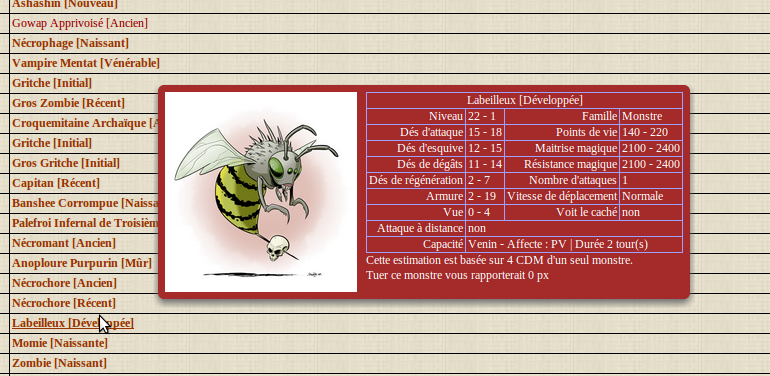 Ashashin [Nouveau]
Gowap Apprivoisé [Ancien]
Nécrophage [Naissant]
Vampire Mentat [Vénérable]
Gritche [Initial]
Gros Zombie [Récent]
Croquemitaine Archaïque [A
Gritche [Initial]
Gros Gritche [Initial]
Capitan [Récent]
Banshee Corrompue [Naissa
Palefroi Infernal de Troisièm
Nécromant [Ancien]
Anoploure Purpurin [Mûr]
Nécrochore [Ancien]
Nécrochore [Récent]
Labeilleux [Développée]
Momie [Naissante]
Zombie [Naissant]
Labeilleux [Développée]
Niveau 22 - 1 Famille Monstre
Dés d'attaque 15 - 18 Points de vie 140 - 220
Dés d'esquive 12 - 15 Maitrise magique 2100 - 2400
Dés de dégâts 11 - 14 Résistance magique 2100 - 2400
Dés de régénération 2 - 7 Nombre d'attaques 1
Armure 2 - 19 Vitesse de déplacement Normale
Vue 0 - 4 Voit le caché non
Attaque à distance non
Capacité Venin - Affecte : PV | Durée 2 tour(s)
Cette estimation est basée sur 4 CDM d'un seul monstre.
Tuer ce monstre vous rapporterait 0 px